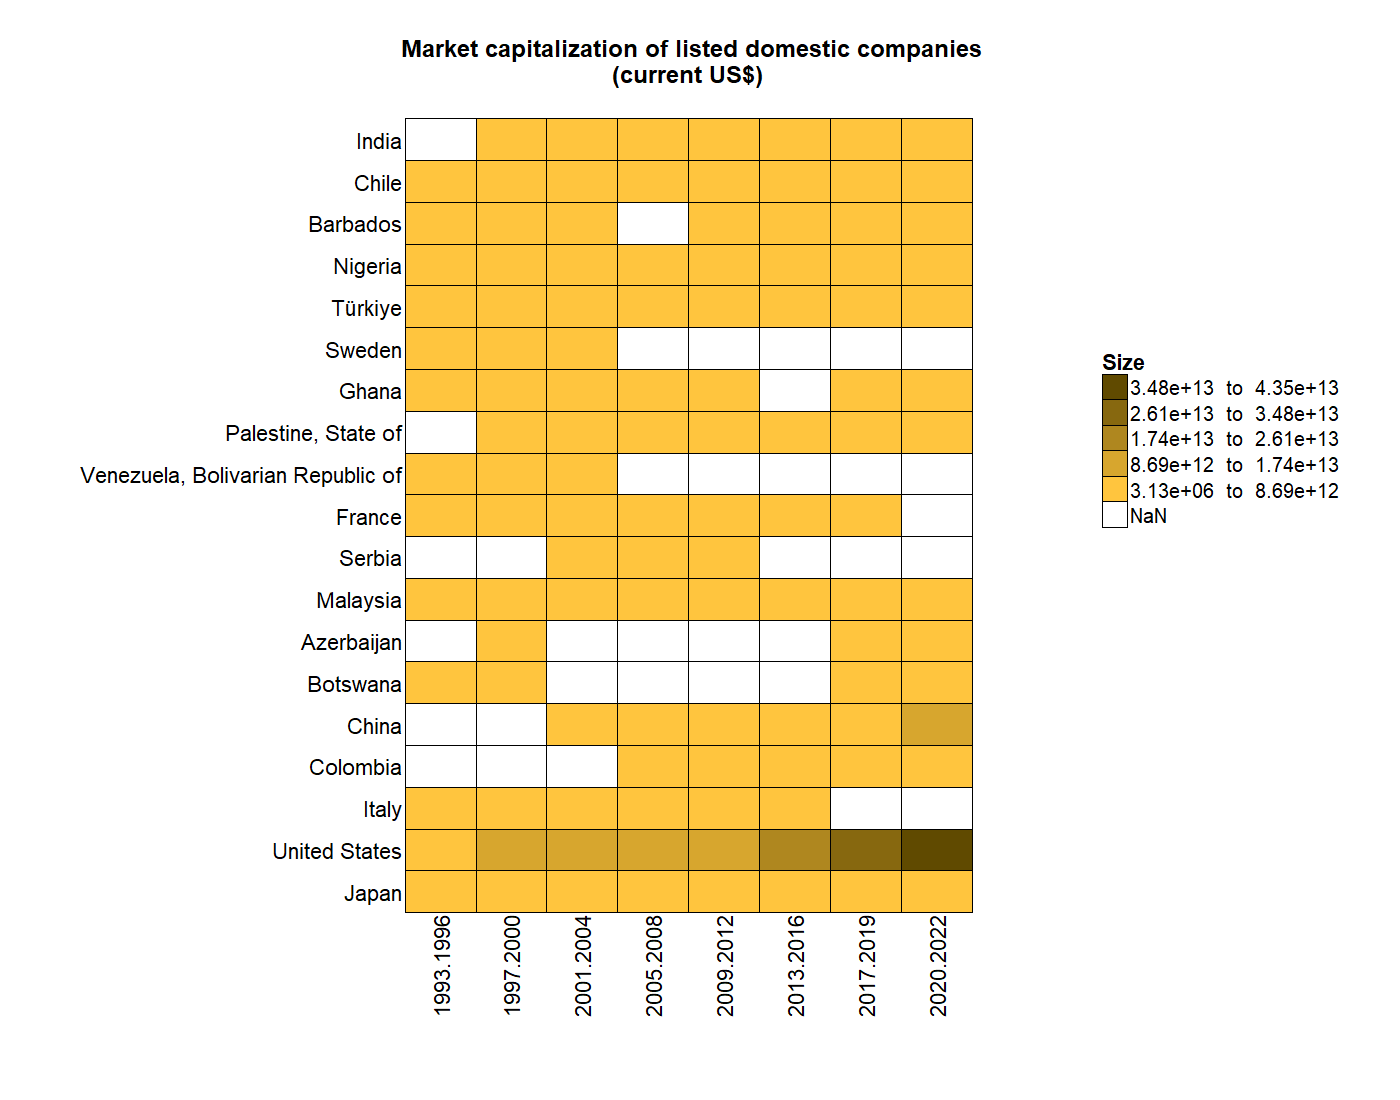 Market capitalization of listed domestic companies
(current US$)
India
Chile
Barbados
Nigeria
Türkiye
Sweden
Ghana
Palestine, State of
Venezuela, Bolivarian Republic of
France
Serbia
Malaysia
Azerbaijan
Botswana
China
Colombia
Italy
United States
Japan
1993.1996
1997.2000
2001.2004
2005.2008
2009.2012
2013.2016
2017.2019
2020.2022
Size
3.48e+13 to 4.35e+13
2.61e+13 to 3.48e+13
1.74e+13 to 2.61e+13
8.69e+12 to 1.74e+13
3.13e+06 to 8.69e+12
NaN